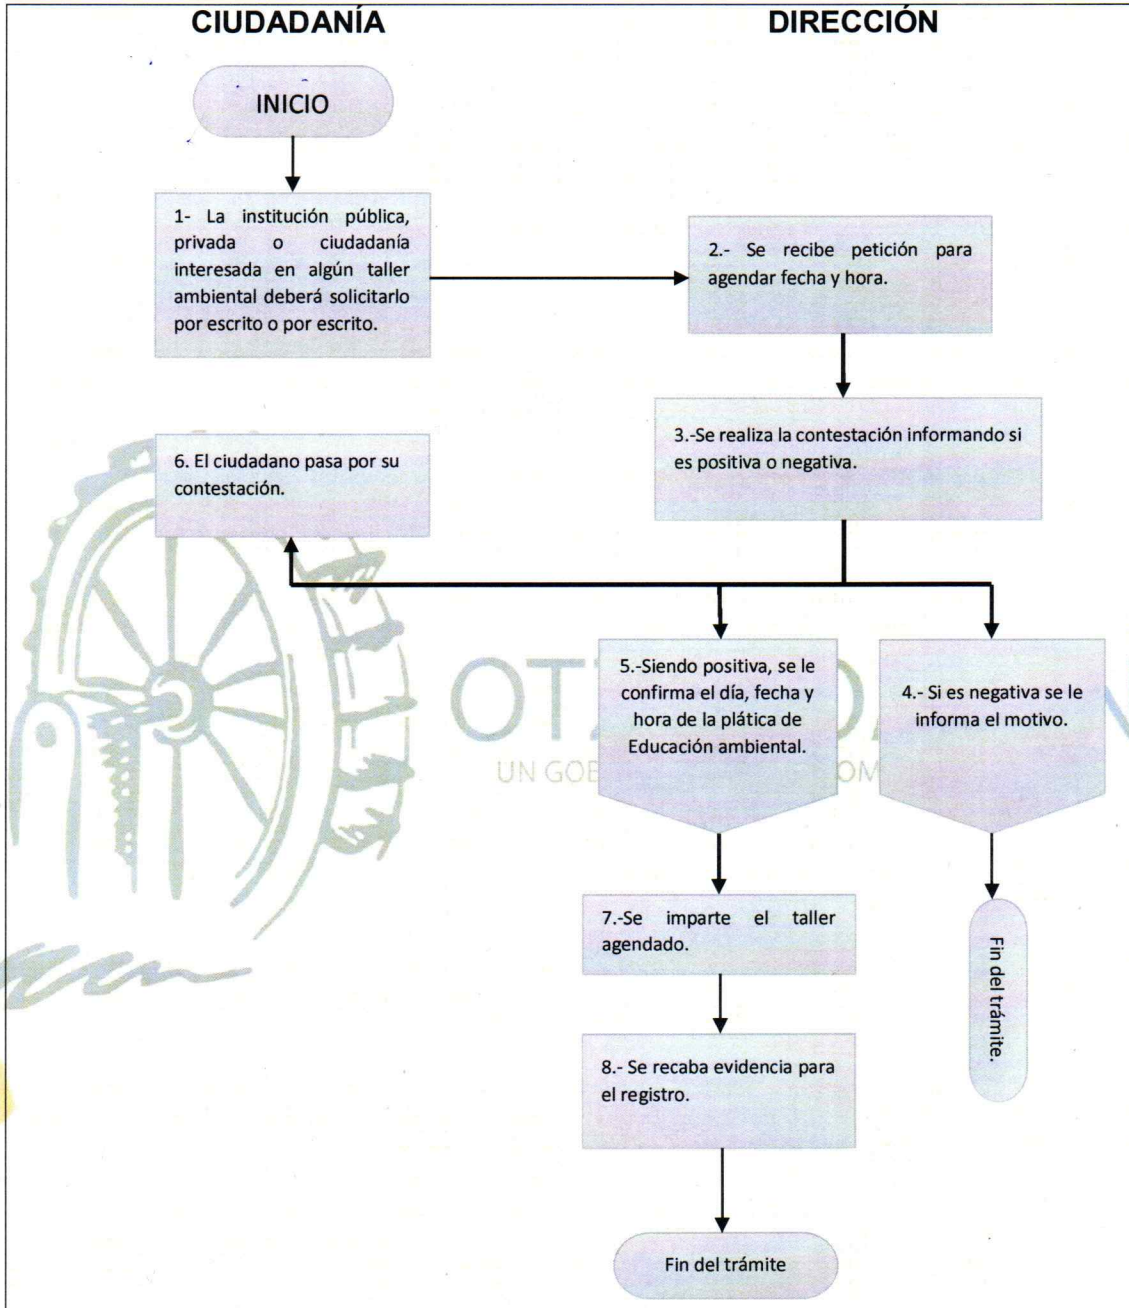 CIUDADANÍA
DIRECCIÓN
INICIO
1- La institución pública,
privada o ciudadanía
interesada en algún taller
ambiental deberá solicitarlo
por escrito o por escrito.
2.- Se recibe petición para
agendar fecha y hora.
3.-Se realiza la contestación informando si
es positiva o negativa.
6. El ciudadano pasa por su
contestación.
5.-Siendo positiva, se le
confirma el día, fecha y
hora de la plática de
Educación ambiental.
4.- Si es negativa se le
informa el motivo.
UN
7.-Se imparte el taller
agendado.
Fin del trámite.
8.- Se recaba evidencia para
el registro.
Fin del trámite